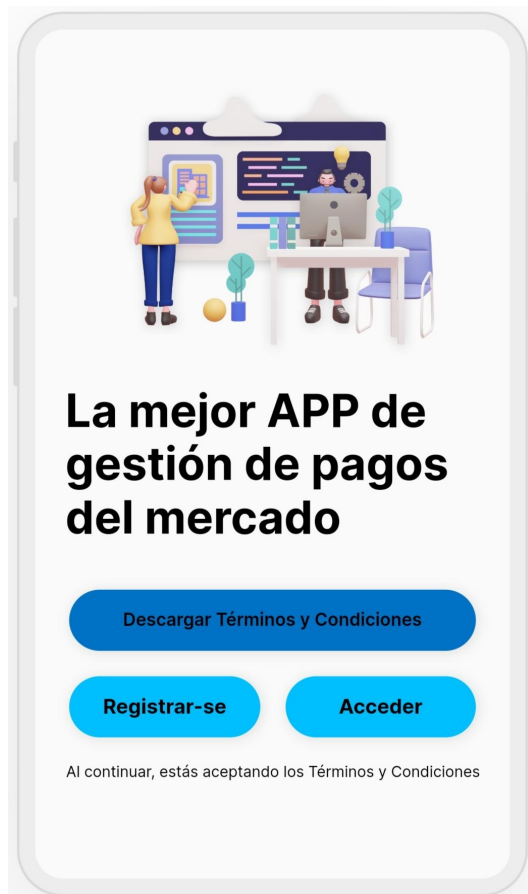 La mejor APP de
gestión de pagos
del mercado
Descargar Términos y Condiciones
Registrar-se
Acceder
Al continuar, estás aceptando los Términos y Condiciones